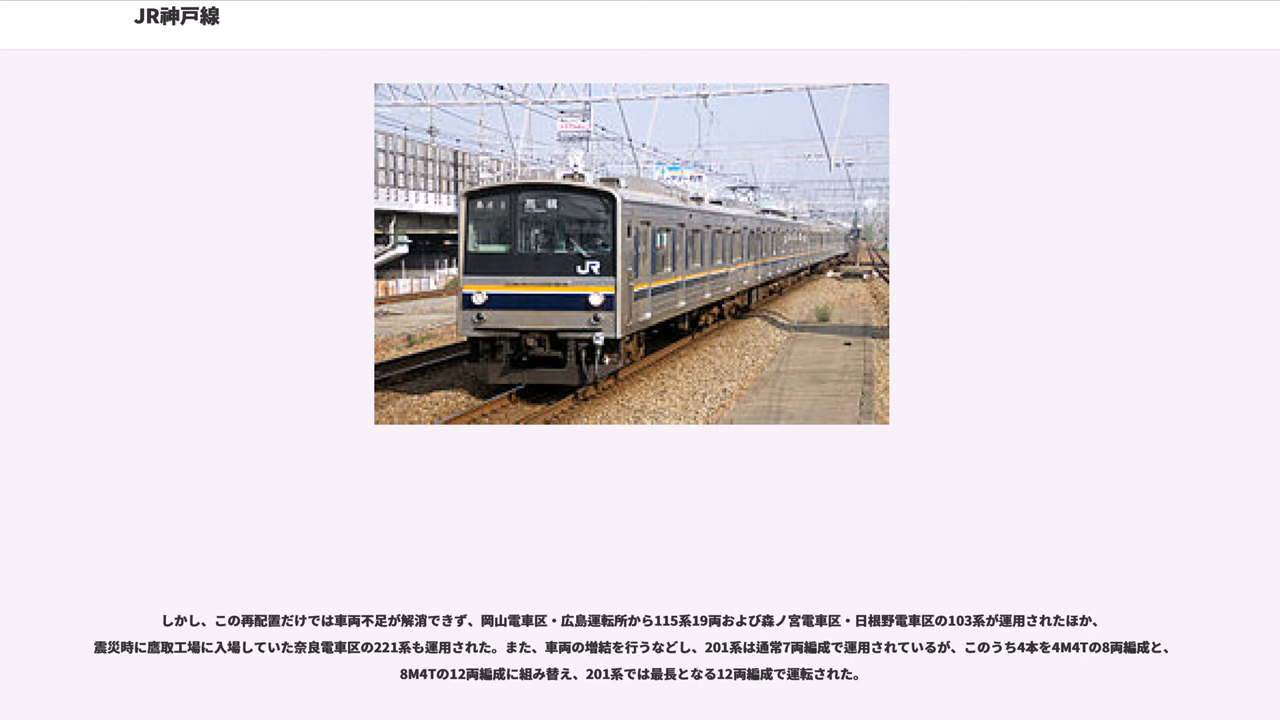 JR神戸線
JR
しかし、この再配置だけでは車両不足が解消できず、岡山電車区・広島運転所から115系19両および森ノ宮電車区・日根野電車区の103系が運用されたほか、
震災時に鷹取工場に入場していた奈良電車区の221系も運用された。また、車両の増結を行うなどし、201系は通常7両編成で運用されているが、このうち4本を4M4Tの8両編成と、
8M4Tの12両編成に組み替え、201系では最長となる12両編成で運転された。